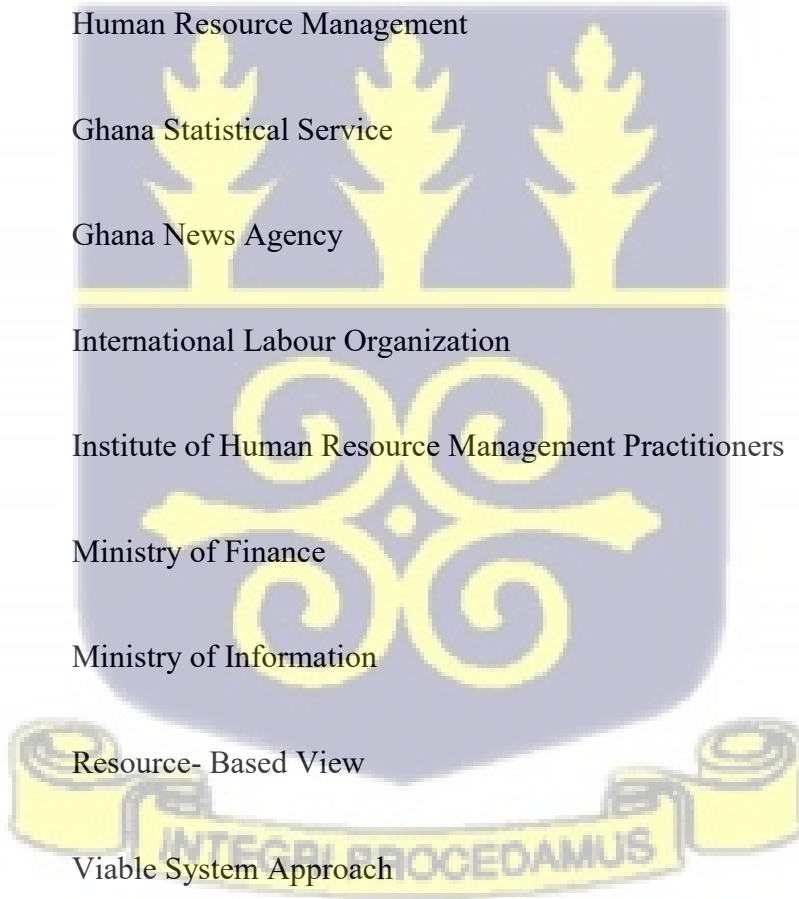 Human Resource Management
Ghana Statistical Service
Ghana News Agency
International Labour Organization
Institute of Human Resource Management Practitioners
Ministry of Finance
Ministry of Information
Resource- Based View
INTEGRI PROCEDAMUS
Viable System Approach